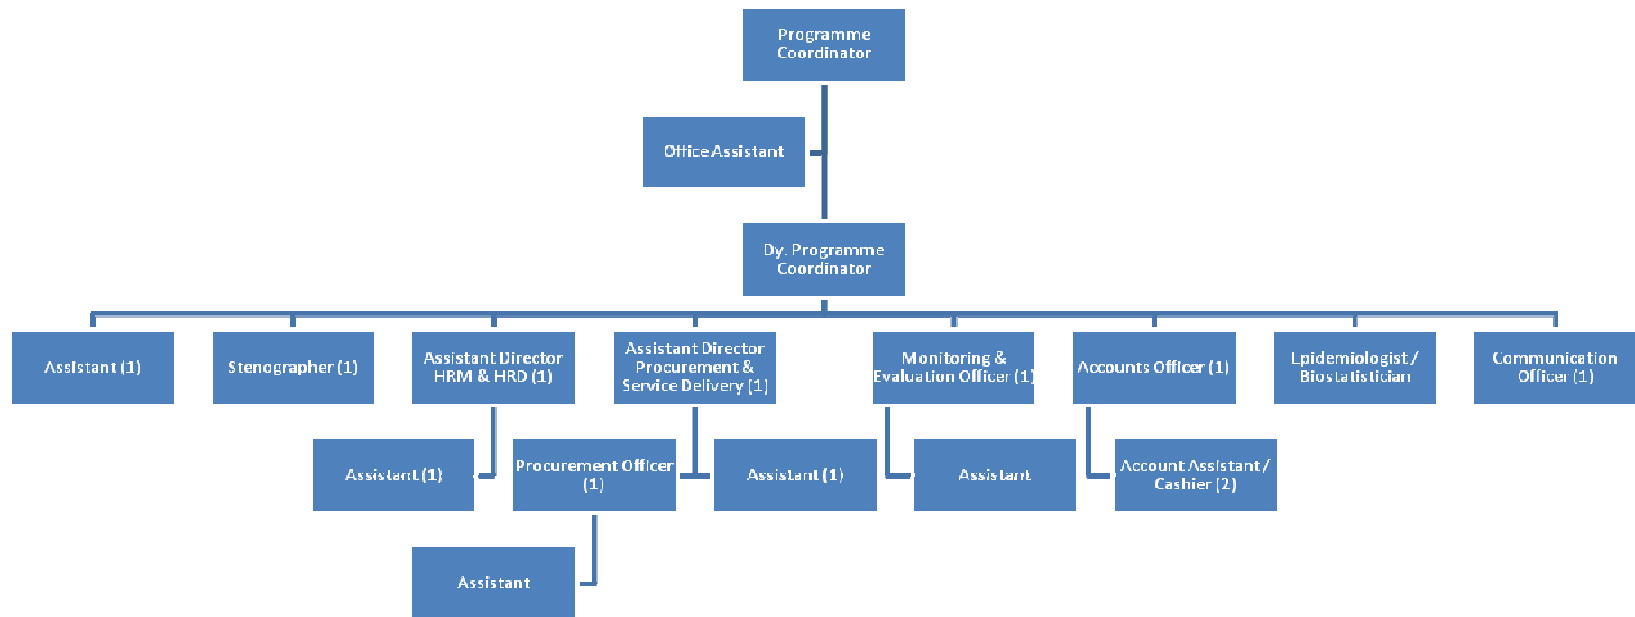 Programme
Coordinator
Office Assistant
Dy. Programme
Coordinator
Assistant (1)
Stenographer (1)
Assistant Director
HRM & HRD (1)
Assistant Director
Procurement &
Service Delivery (1)
Monitoring &
Evaluation Officer (1)
Accounts Officer (1)
Epidemiologist /
Biostatistician
Communication
Officer (1)
Assistant (1)
Procurement Officer
(1)
Assistant (1)
Assistant
Account Assistant /
Cashier (2)
Assistant